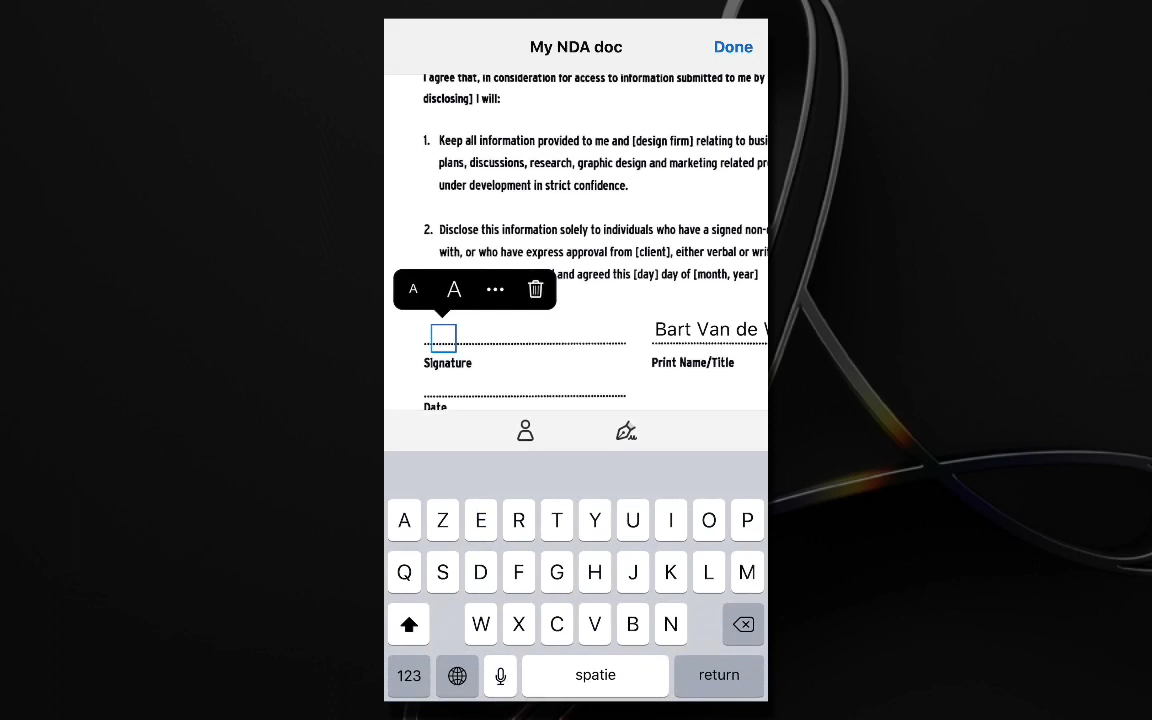 My NDA doc
Done
I agree that, in consideration for access to information submitted to me by
disclosing] I will:
1. Keep all information provided to me and [design firm] relating to busi
plans, discussions, research, graphic design and marketing related pr
under development in strict confidence.
2. Disclose this information solely to individuals who have a signed non-
with, or who have express approval from [client], either verbal or wri
and agreed this [day] day of [month, year]
A A •••
Bart Van de
Signature
Print Name/Title
Date
A Z E R T Y U I O P
Q S D F G H J K L M
W X C V B N
123
spatie
return